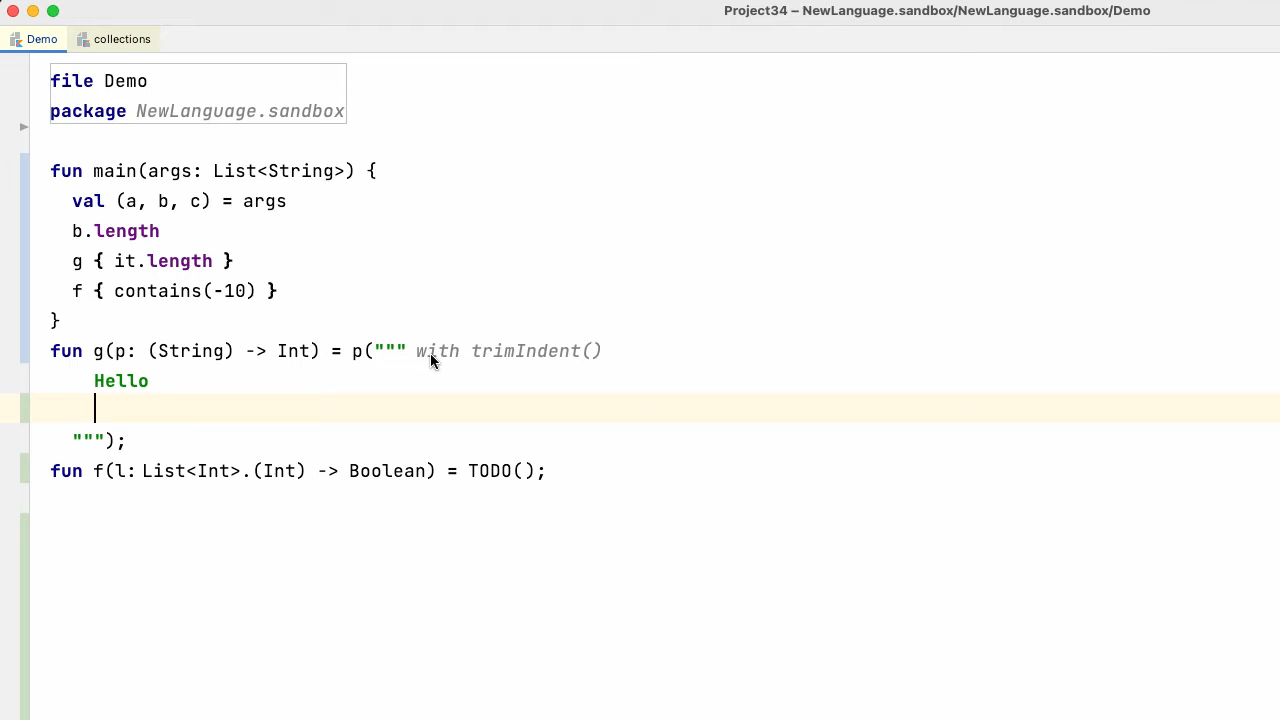 Project34 – NewLanguage.sandbox/NewLanguage.sandbox/Demo
Demo collections
file Demo
package NewLanguage.sandbox
fun main(args: List<String>) {
val (a, b, c) = args
b.length
g { it.length }
f { contains(-10) }
}
fun g(p: (String) -> Int) = p(""" with trimIndent()
Hello
""");
fun f(l: List<Int>.(Int) -> Boolean) = TODO();